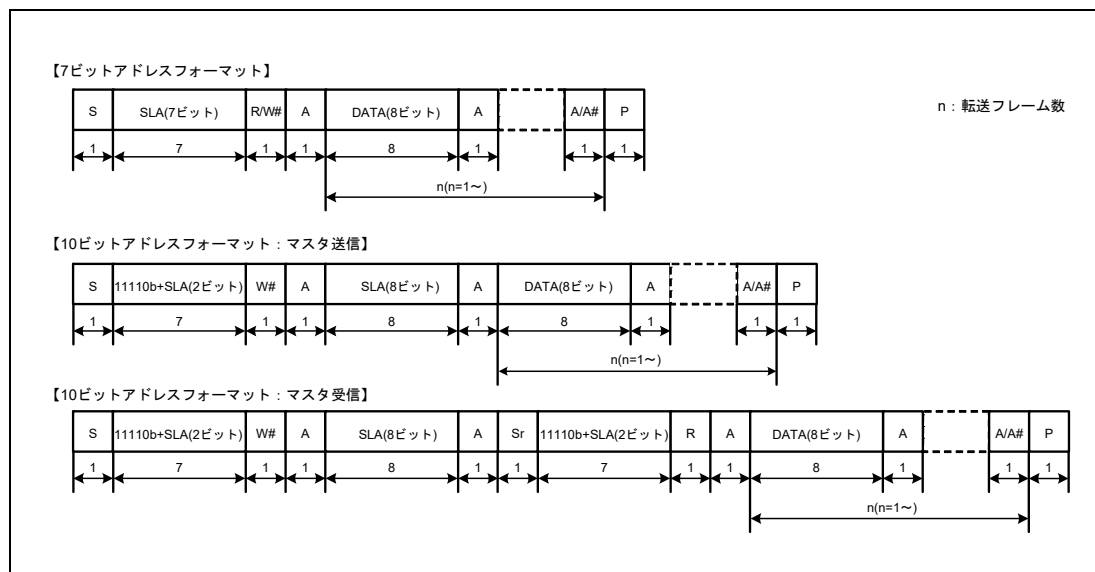 【7ビットアドレスフォーマット】
S SLA(7ビット) R/W# A DATA(8ビット) A A/A# P
n：転送フレーム数
1 7 1 1 8 1 1 1
n(n=1～)
【10ビットアドレスフォーマット：マスタ送信】
S 11110b+SLA(2ビット) W# A SLA(8ビット) A DATA(8ビット) A A/A# P
1 7 1 1 8 1 8 1 1 1
n(n=1～)
【10ビットアドレスフォーマット：マスタ受信】
S 11110b+SLA(2ビット) W# A SLA(8ビット) A Sr 11110b+SLA(2ビット) R A DATA(8ビット) A A/A# P
1 7 1 1 8 1 1 7 1 1 8 1 1 1
n(n=1～)